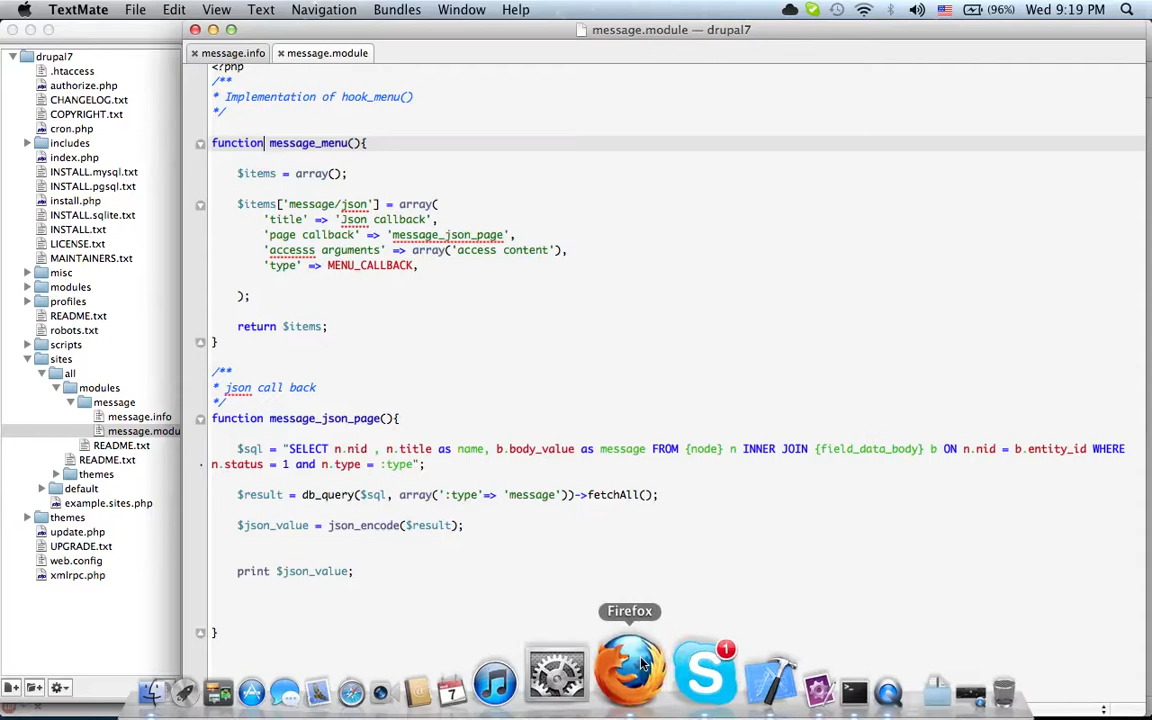 TextMate File Edit View Text Navigation Bundles Window Help (96%) Wed 9:19 PM
message.module — drupal7
message.info message.module
drupal7
.htaccess
authorize.php
CHANGELOG.txt
COPYRIGHT.txt
cron.php
includes
index.php
INSTALL.mysql.txt
INSTALL.pgsql.txt
install.php
INSTALL.sqlite.txt
INSTALL.txt
LICENSE.txt
MAINTAINERS.txt
misc
modules
profiles
README.txt
robots.txt
scripts
sites
all
modules
message
message.info
message.modu
README.txt
README.txt
themes
default
example.sites.php
themes
update.php
UPGRADE.txt
web.config
xmlrpc.php
<?php
/**
* Implementation of hook_menu()
*/
function message_menu(){
$items = array();
$items['message/json'] = array(
'title' => 'Json callback',
'page callback' => 'message_json_page',
'accesss arguments' => array('access content'),
'type' => MENU_CALLBACK,
);
return $items;
}
/**
* json call back
*/
function message_json_page(){
$sql = "SELECT n.nid , n.title as name, b.body_value as message FROM {node} n INNER JOIN {field_data_body} b ON n.nid = b.entity_id WHERE
n.status = 1 and n.type = :type";
$result = db_query($sql, array(':type'=> 'message'))->fetchAll();
$json_value = json_encode($result);
print $json_value;
}
Firefox
1
7